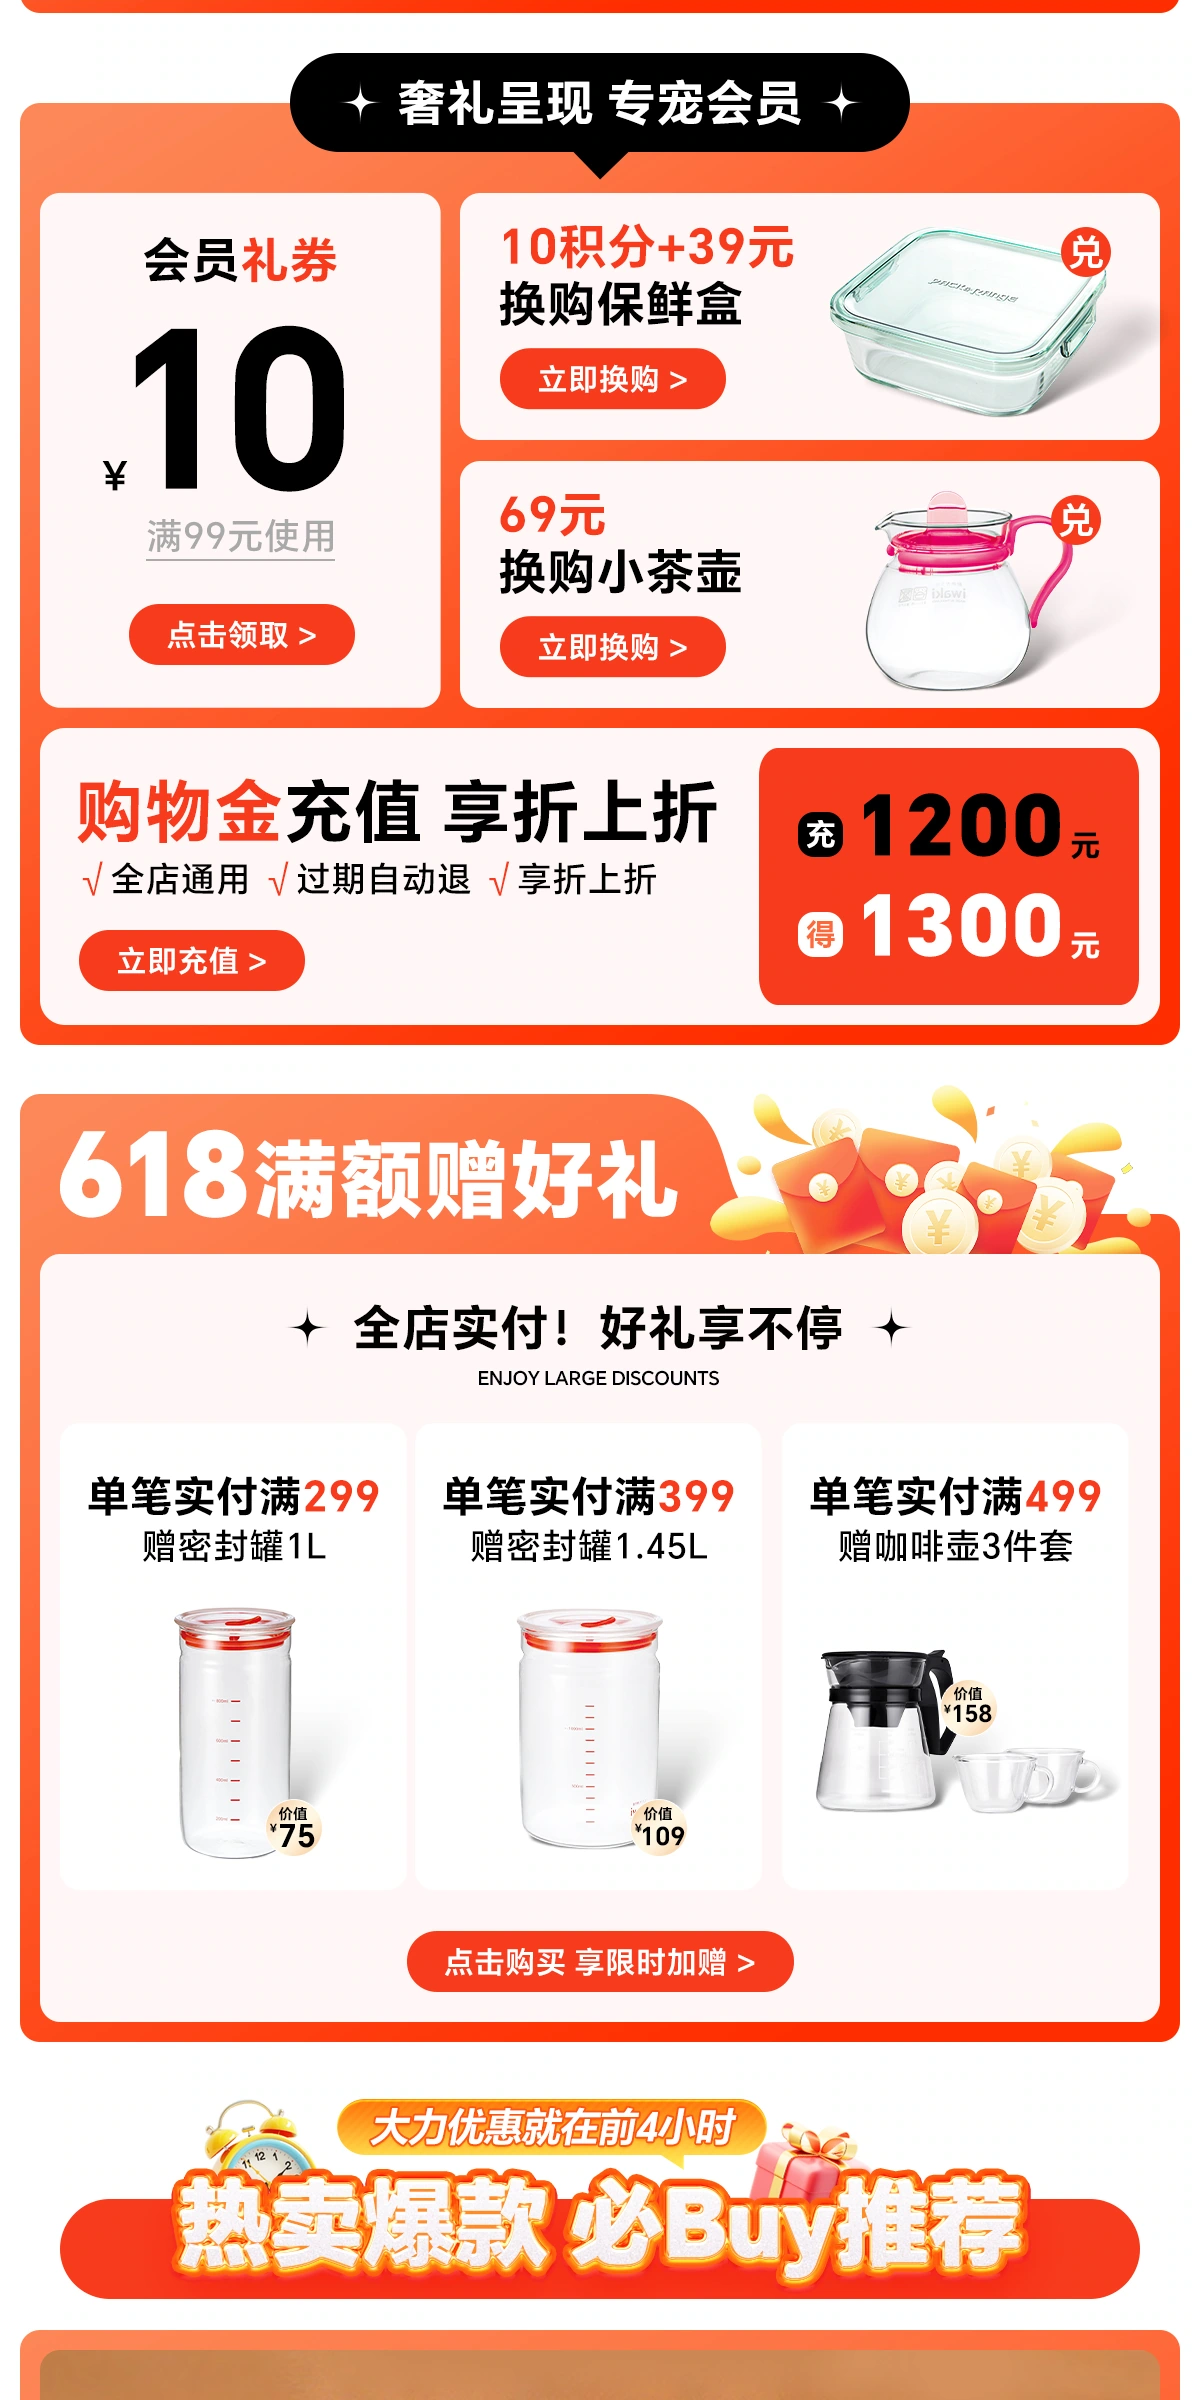 奢礼呈现 专宠会员
会员礼券
¥10
满99元使用
点击领取 >
10积分+39元
换购保鲜盒
立即换购 >
兑
pack&range
69元
换购小茶壶
立即换购 >
兑
iwaki
购物金充值 享折上折
√全店通用 √过期自动退 √享折上折
立即充值 >
充1200元
得1300元
618满额赠好礼
全店实付！好礼享不停
ENJOY LARGE DISCOUNTS
单笔实付满299
赠密封罐1L
价值
¥75
单笔实付满399
赠密封罐1.45L
价值
¥109
单笔实付满499
赠咖啡壶3件套
价值
¥158
点击购买 享限时加赠 >
大力优惠就在前4小时
热卖爆款 必Buy推荐